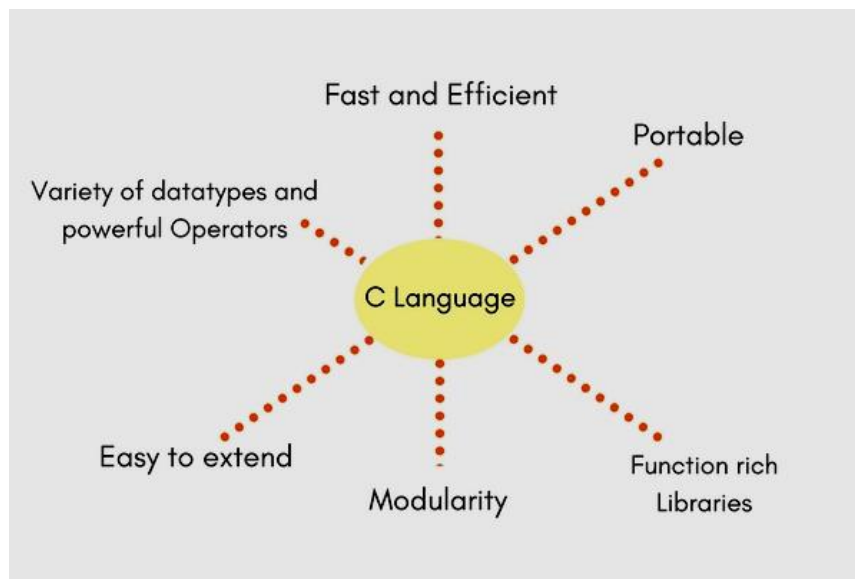 Fast and Efficient
Portable
Variety of datatypes and
powerful Operators
C Language
Easy to extend
Modularity
Function rich
Libraries